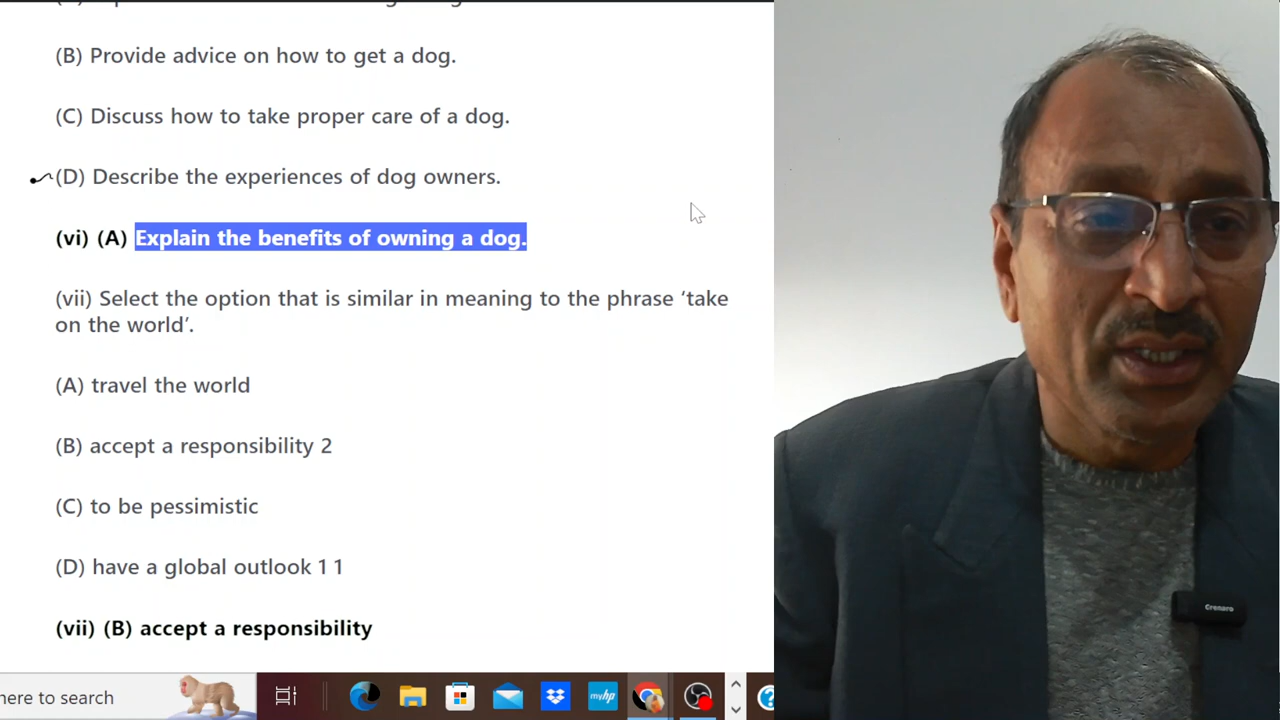 (B) Provide advice on how to get a dog.
(C) Discuss how to take proper care of a dog.
(D) Describe the experiences of dog owners.
(vi) (A) Explain the benefits of owning a dog.
(vii) Select the option that is similar in meaning to the phrase ‘take
on the world’.
(A) travel the world
(B) accept a responsibility 2
(C) to be pessimistic
(D) have a global outlook 1 1
(vii) (B) accept a responsibility
here to search
myhp
Crenaro